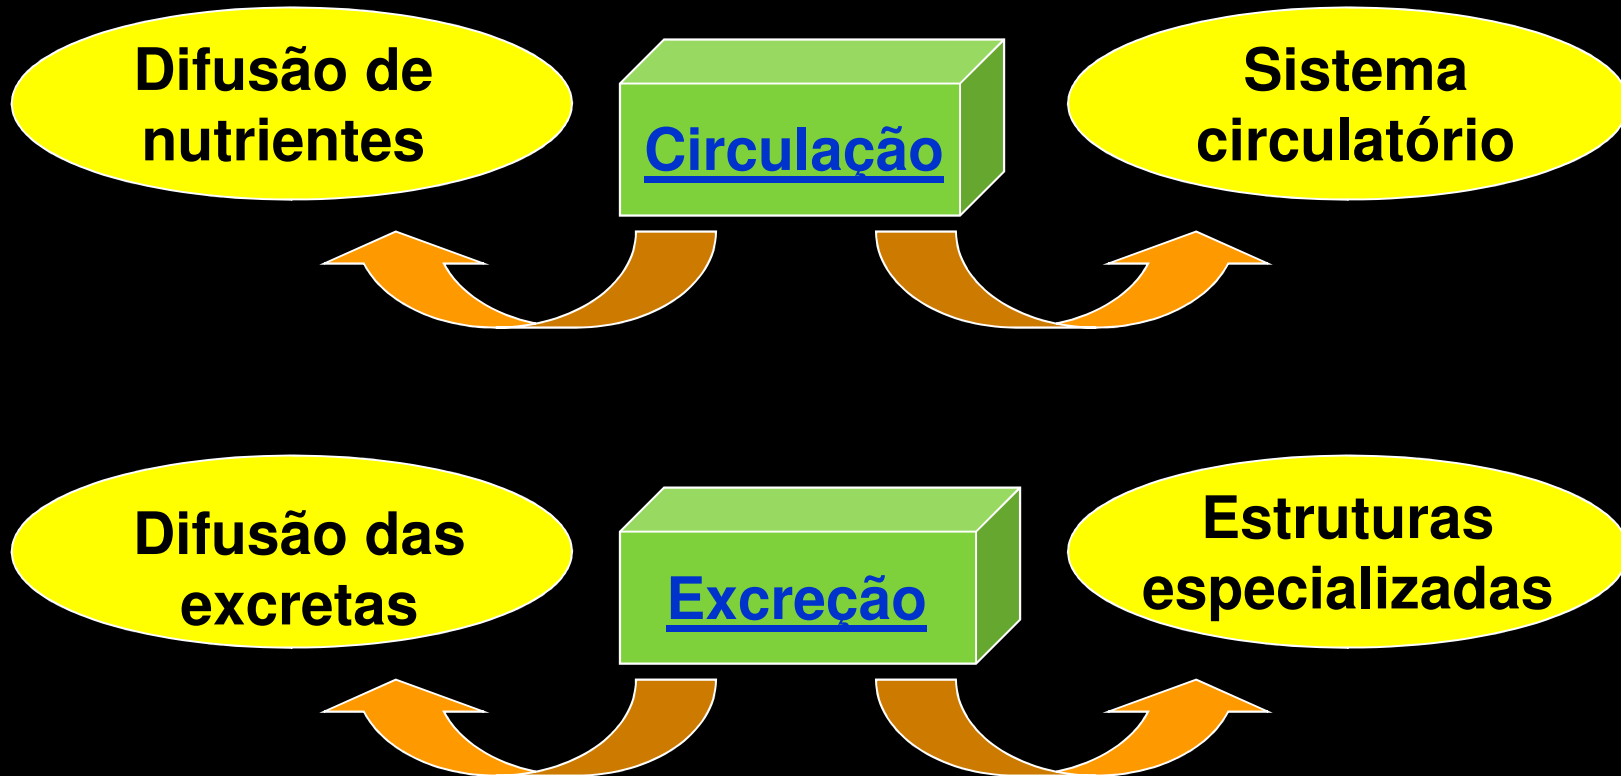 Difusão de
nutrientes
Circulação
Sistema
circulatório
Difusão das
excretas
Excreção
Estruturas
especializadas